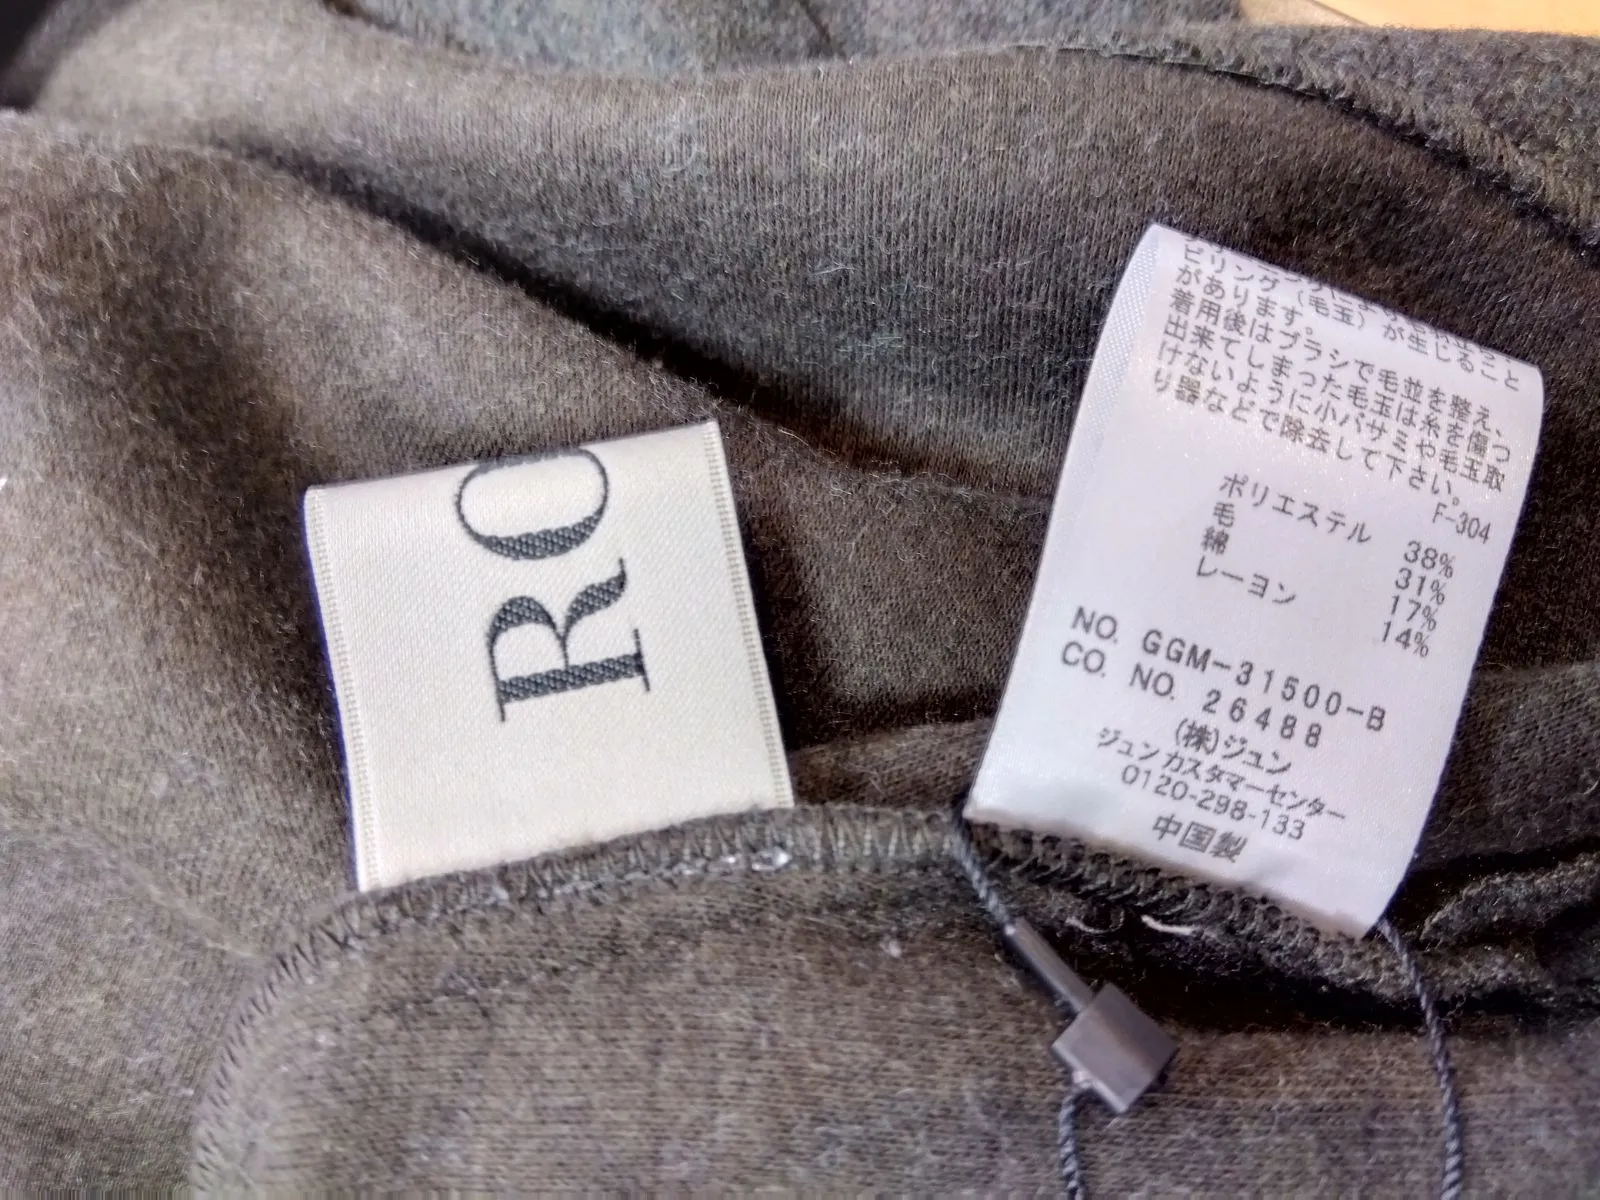 RO
ピリング(毛玉)が生じること
があります。
着用後はブラシで毛並を整え、
出来てしまった毛玉は糸を傷つ
けないように小バサミや毛玉取
り器などで除去して下さい。
F-304
ポリエステル 38%
毛 31%
綿 17%
レーヨン 14%
NO. GGM-31500-B
CO. NO. 26488
(株)ジュン
ジュンカスタマーセンター
0120-298-133
中国製